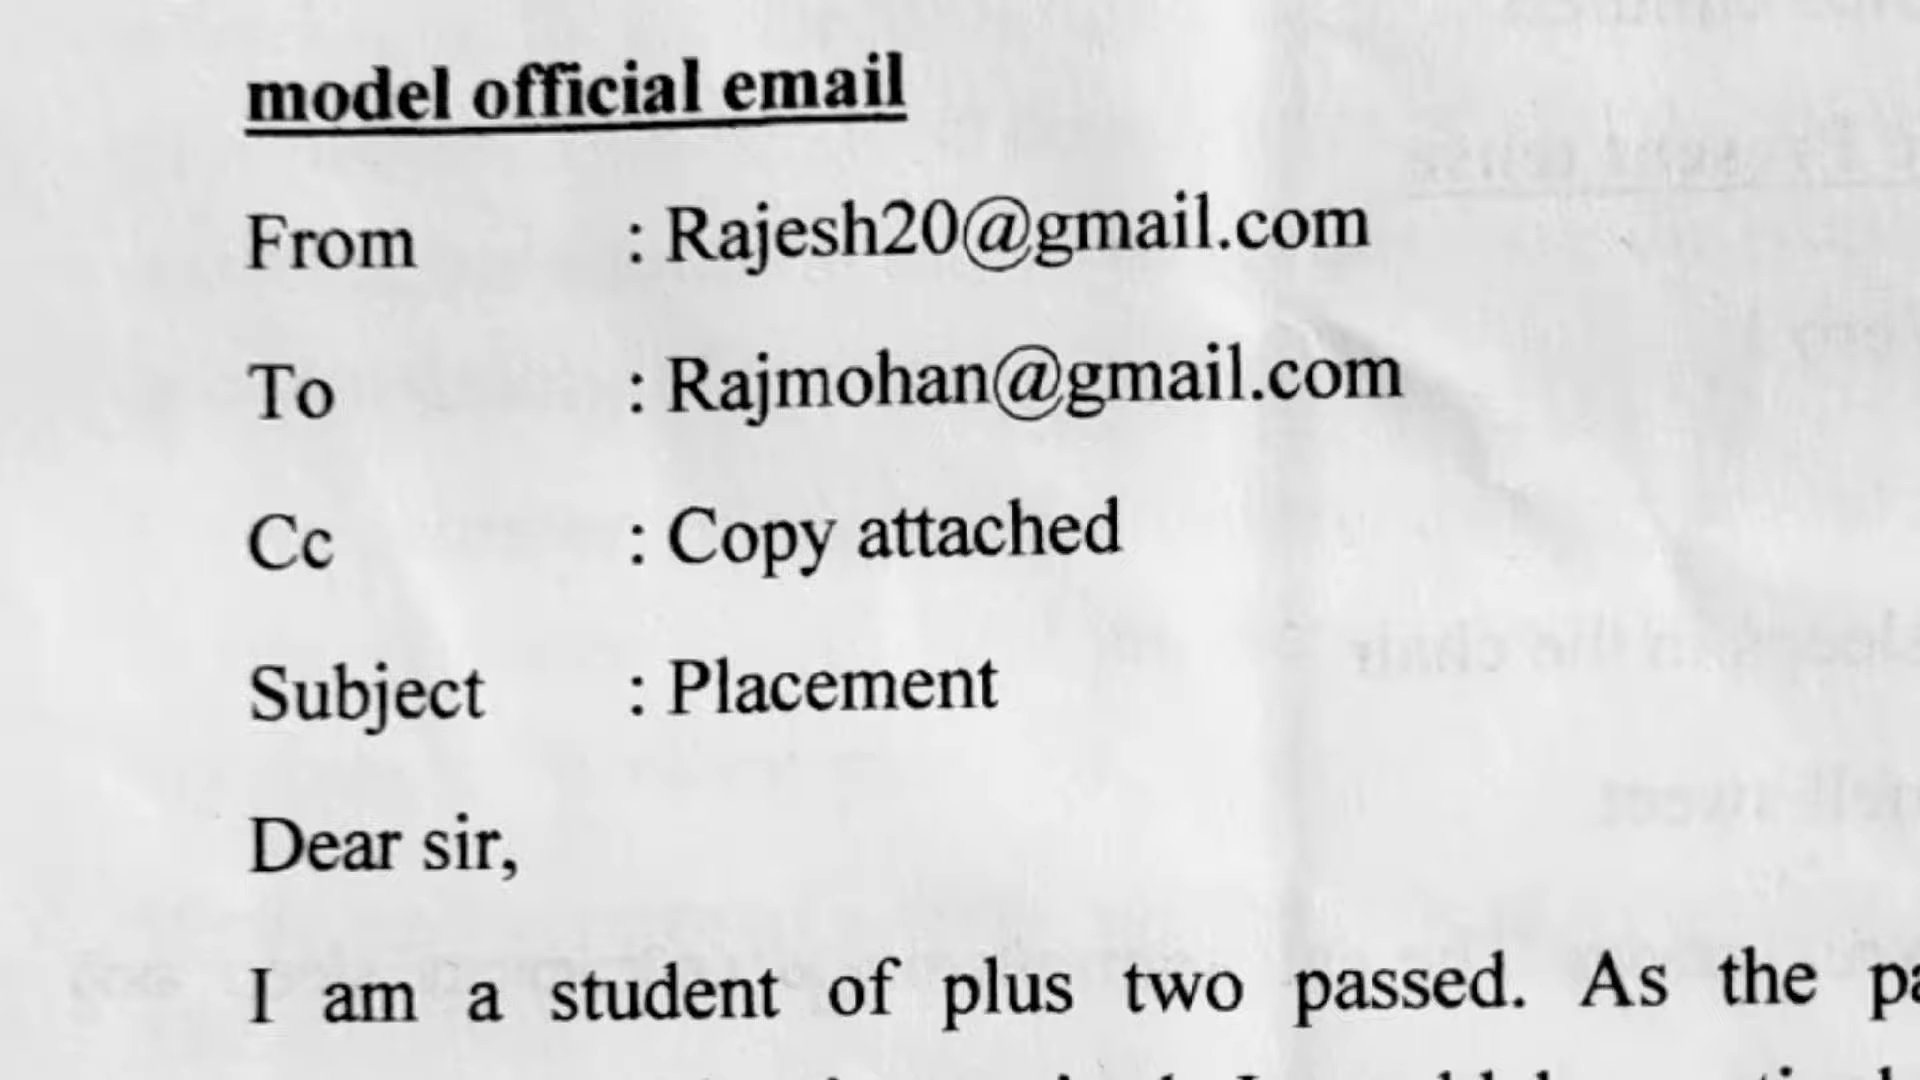 model official email
From : Rajesh20@gmail.com
To : Rajmohan@gmail.com
Cc : Copy attached
Subject : Placement
Dear sir,
I am a student of plus two passed. As the